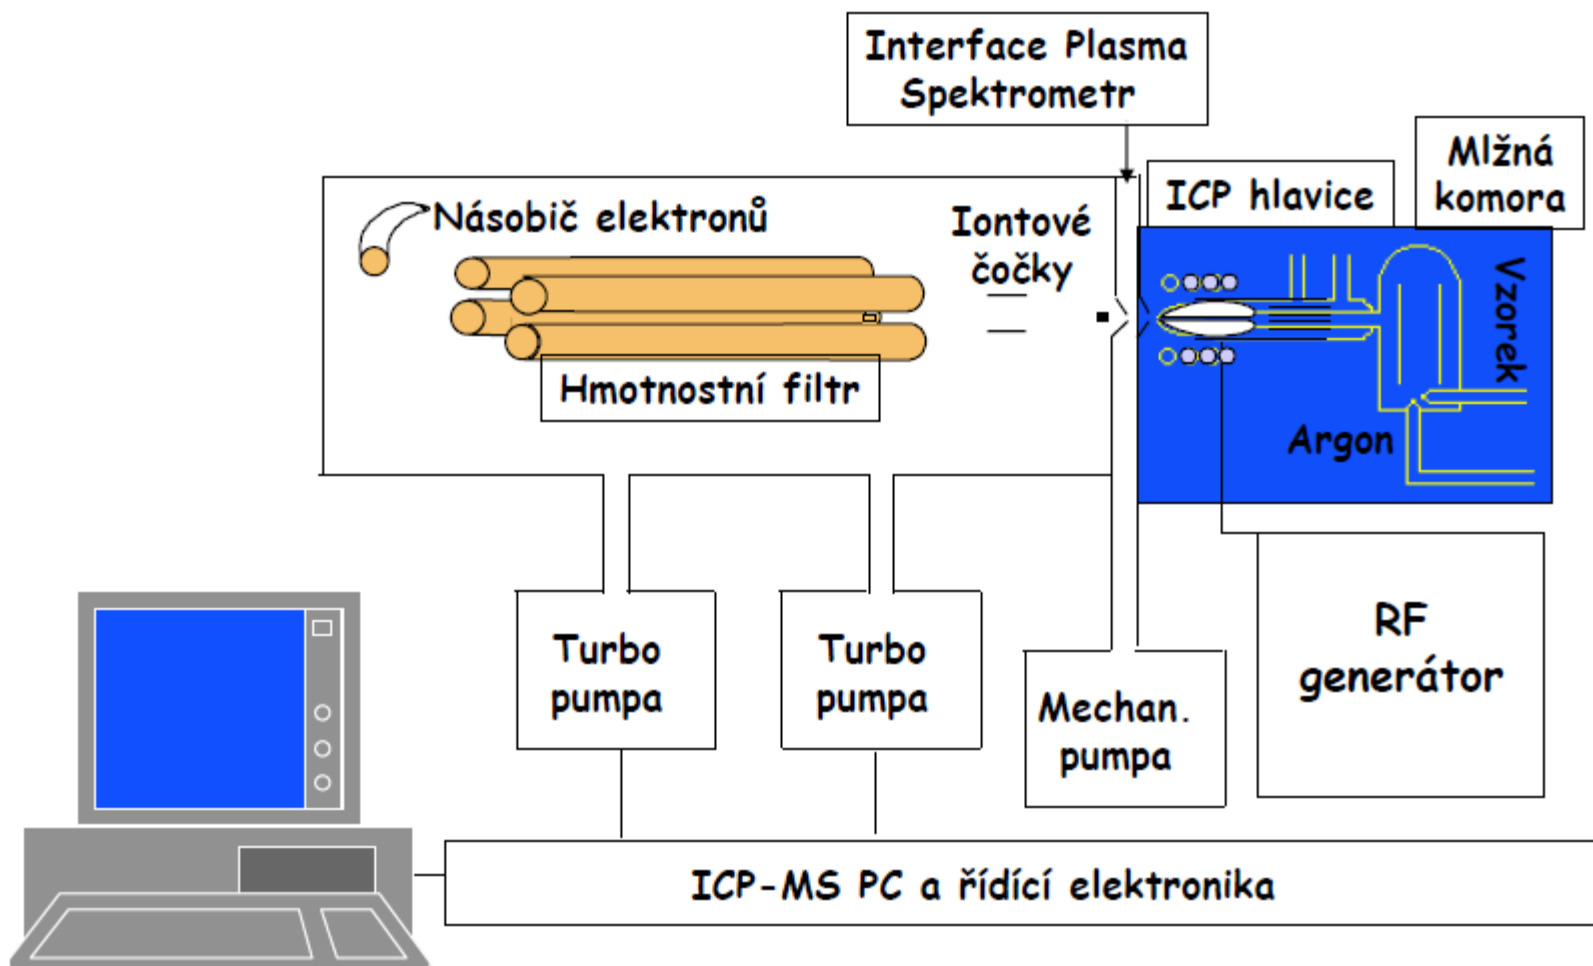 Interface Plasma
Spektrometr
Mlžná
komora
ICP hlavice
Násobič elektronů
Iontové
čočky
Vzorek
Hmotnostní filtr
Argon
RF
generátor
Turbo
pumpa
Turbo
pumpa
Mechan.
pumpa
ICP-MS PC a řídící elektronika